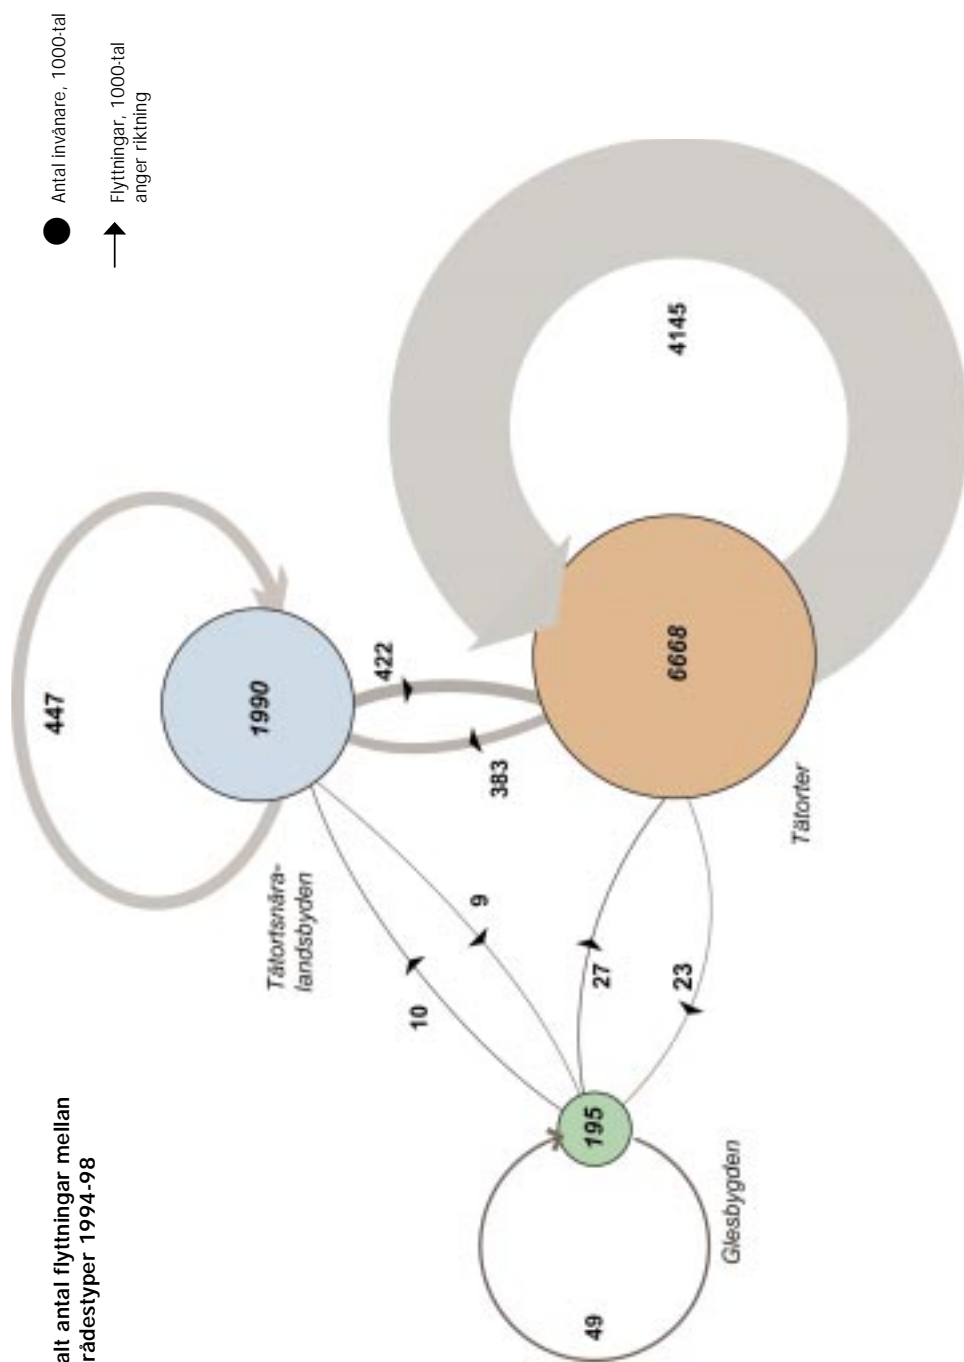 alt antal flyttningar mellan
rådestyper 1994-98
Antal invånare, 1000-tal
Flyttningar, 1000-tal
anger riktning
447
1990
Tätortsnära-
landsbyden
422
383
10
9
4145
6668
Tätorter
27
23
195
Glesbygden
49